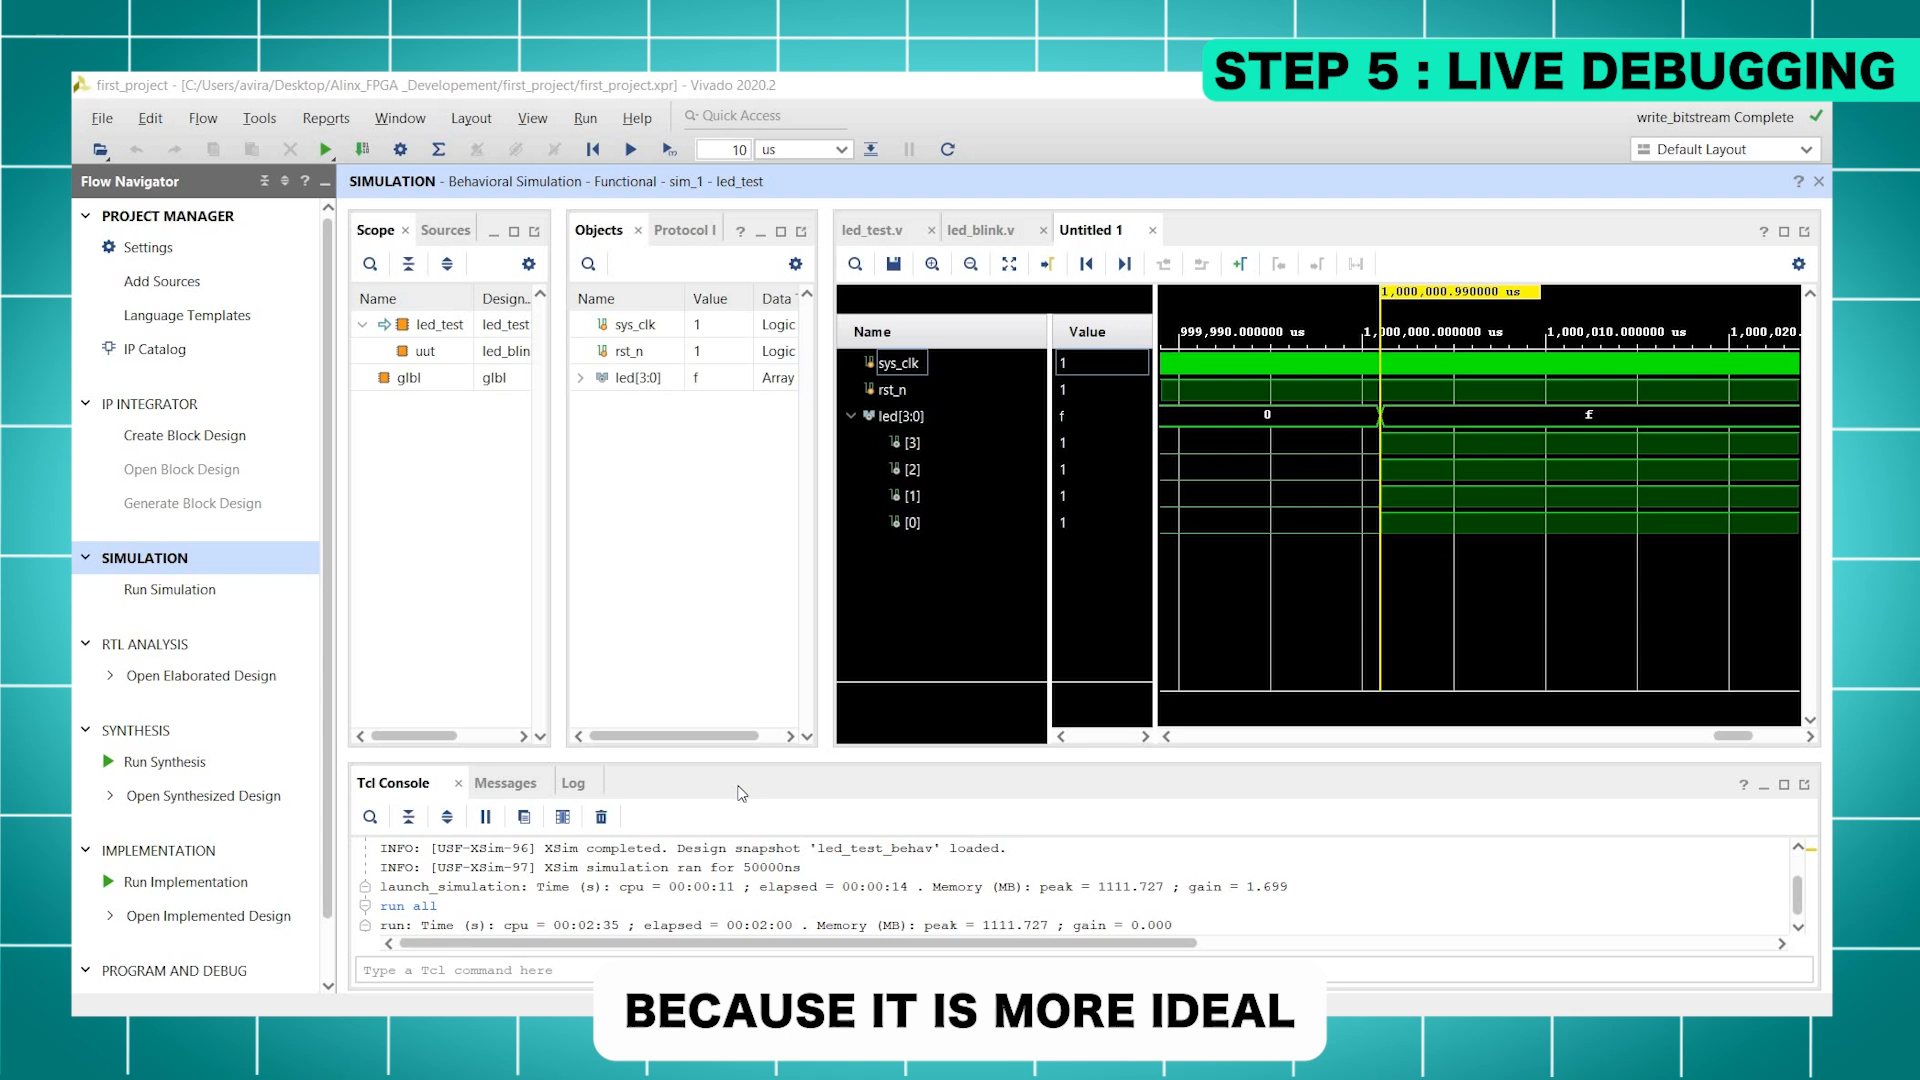 STEP 5 : LIVE DEBUGGING
first_project - [C:/Users/avira/Desktop/Alinx_FPGA _Developement/first_project/first_project.xpr] - Vivado 2020.2
File Edit Flow Tools Reports Window Layout View Run Help Quick Access
write_bitstream Complete
10 us
Default Layout
Flow Navigator
SIMULATION - Behavioral Simulation - Functional - sim_1 - led_test
PROJECT MANAGER
Settings
Add Sources
Language Templates
IP Catalog
IP INTEGRATOR
Create Block Design
Open Block Design
Generate Block Design
SIMULATION
Run Simulation
RTL ANALYSIS
Open Elaborated Design
SYNTHESIS
Run Synthesis
Open Synthesized Design
IMPLEMENTATION
Run Implementation
Open Implemented Design
PROGRAM AND DEBUG
Scope Sources
Name Design..
led_test led_test
uut led_blin
glbl glbl
Objects Protocol I
Name Value Data
sys_clk 1 Logic
rst_n 1 Logic
led[3:0] f Array
led_test.v led_blink.v Untitled 1
1,000,000.990000 us
Name Value
999,990.000000 us 1,000,000.000000 us 1,000,010.000000 us 1,000,020.
sys_clk 1
rst_n 1
led[3:0] f 0 f
[3] 1
[2] 1
[1] 1
[0] 1
Tcl Console Messages Log
INFO: [USF-XSim-96] XSim completed. Design snapshot 'led_test_behav' loaded.
INFO: [USF-XSim-97] XSim simulation ran for 50000ns
launch_simulation: Time (s): cpu = 00:00:11 ; elapsed = 00:00:14 . Memory (MB): peak = 1111.727 ; gain = 1.699
run all
run: Time (s): cpu = 00:02:35 ; elapsed = 00:02:00 . Memory (MB): peak = 1111.727 ; gain = 0.000
Type a Tcl command here
BECAUSE IT IS MORE IDEAL